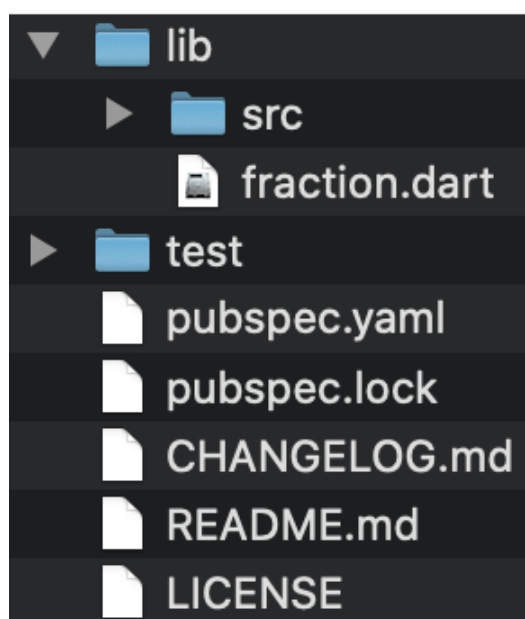 lib
src
fraction.dart
test
pubspec.yaml
pubspec.lock
CHANGELOG.md
README.md
LICENSE